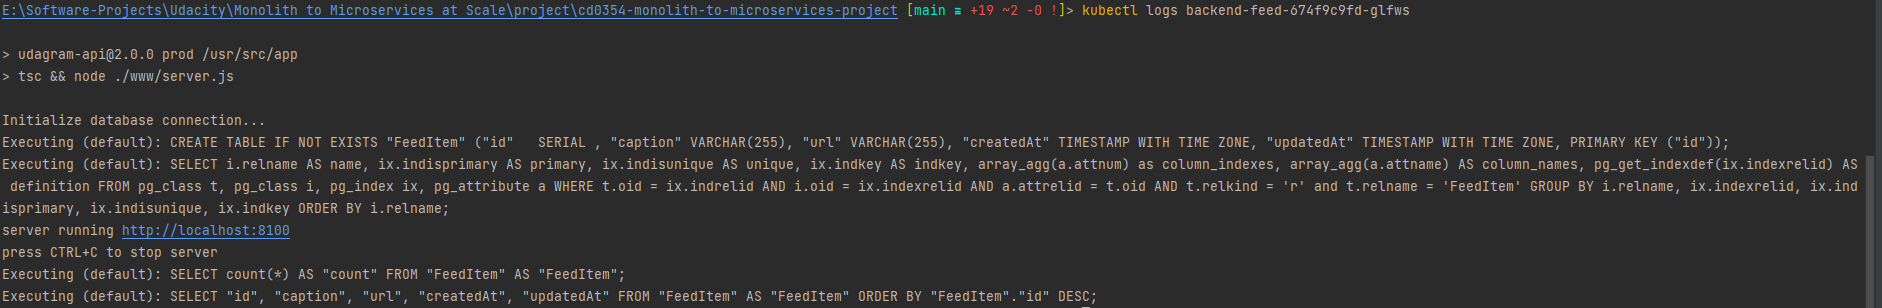 E:\Software-Projects\Udacity\Monolith to Microservices at Scale\project\cd0354-monolith-to-microservices-project [main ≡ +19 ~2 -0 !]> kubectl logs backend-feed-674f9c9fd-glfws
> udagram-api@2.0.0 prod /usr/src/app
> tsc && node ./www/server.js
Initialize database connection...
Executing (default): CREATE TABLE IF NOT EXISTS "FeedItem" ("id"   SERIAL , "caption" VARCHAR(255), "url" VARCHAR(255), "createdAt" TIMESTAMP WITH TIME ZONE, "updatedAt" TIMESTAMP WITH TIME ZONE, PRIMARY KEY ("id"));
Executing (default): SELECT i.relname AS name, ix.indisprimary AS primary, ix.indisunique AS unique, ix.indkey AS indkey, array_agg(a.attnum) as column_indexes, array_agg(a.attname) AS column_names, pg_get_indexdef(ix.indexrelid) AS
 definition FROM pg_class t, pg_class i, pg_index ix, pg_attribute a WHERE t.oid = ix.indrelid AND i.oid = ix.indexrelid AND a.attrelid = t.oid AND t.relkind = 'r' and t.relname = 'FeedItem' GROUP BY i.relname, ix.indexrelid, ix.ind
isprimary, ix.indisunique, ix.indkey ORDER BY i.relname;
server running http://localhost:8100
press CTRL+C to stop server
Executing (default): SELECT count(*) AS "count" FROM "FeedItem" AS "FeedItem";
Executing (default): SELECT "id", "caption", "url", "createdAt", "updatedAt" FROM "FeedItem" AS "FeedItem" ORDER BY "FeedItem"."id" DESC;